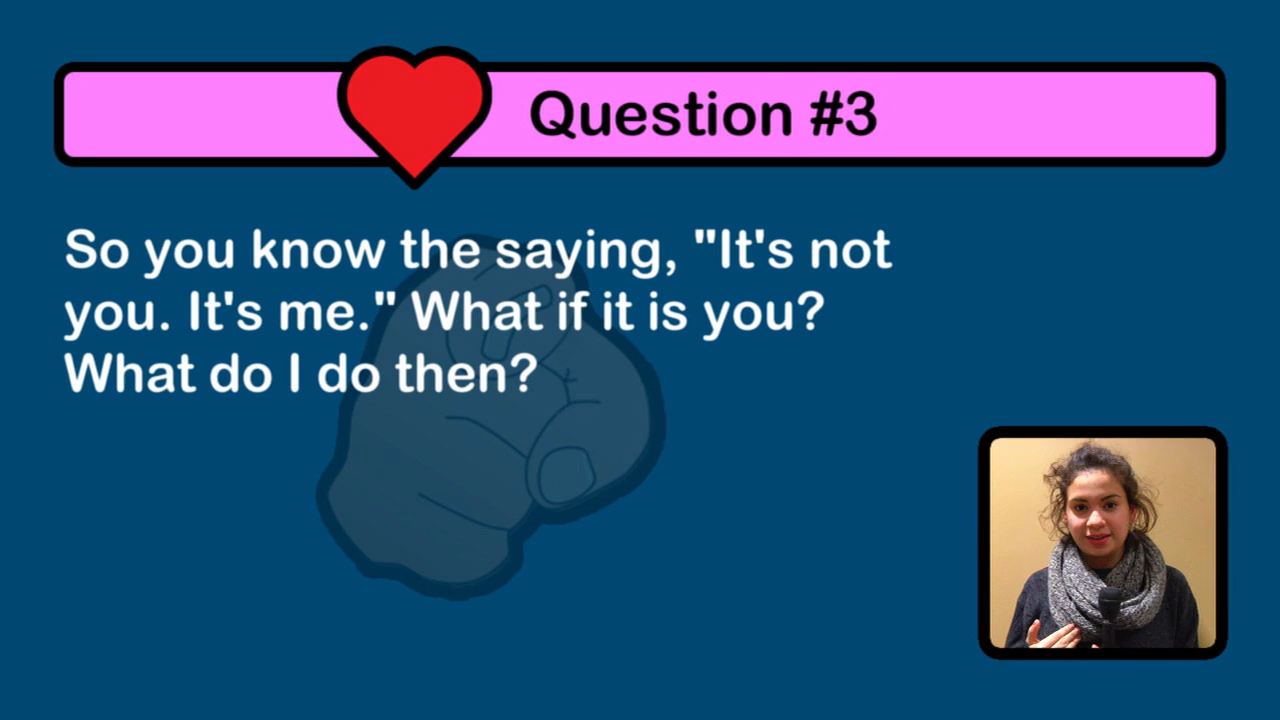 Question #3
So you know the saying, "It's not
you. It's me." What if it is you?
What do I do then?